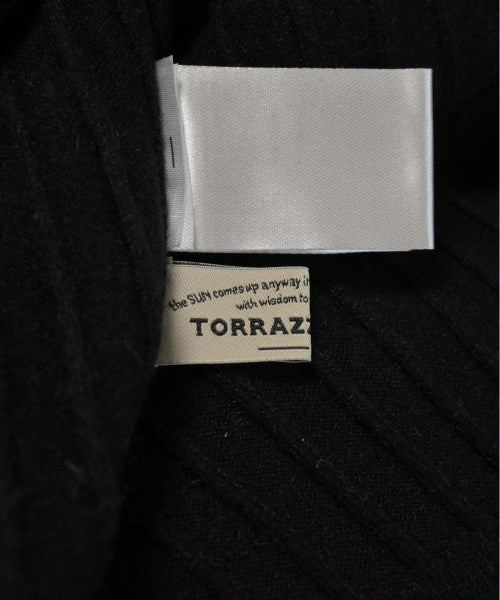 the SUN comes up anyway i
with wisdom to
TORRAZZ